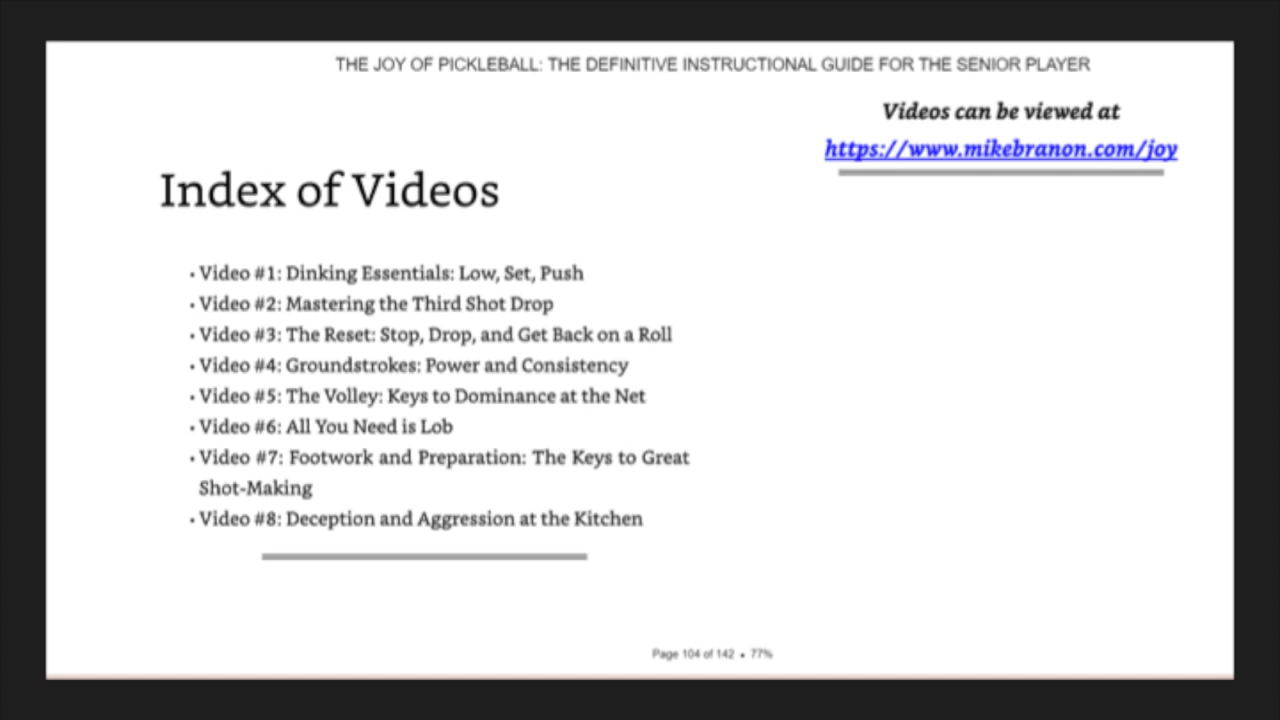 THE JOY OF PICKLEBALL: THE DEFINITIVE INSTRUCTIONAL GUIDE FOR THE SENIOR PLAYER
Videos can be viewed at
https://www.mikebranon.com/joy
Index of Videos
• Video #1: Dinking Essentials: Low, Set, Push
• Video #2: Mastering the Third Shot Drop
• Video #3: The Reset: Stop, Drop, and Get Back on a Roll
• Video #4: Groundstrokes: Power and Consistency
• Video #5: The Volley: Keys to Dominance at the Net
• Video #6: All You Need is Lob
• Video #7: Footwork and Preparation: The Keys to Great
Shot-Making
• Video #8: Deception and Aggression at the Kitchen
Page 104 of 142 • 77%